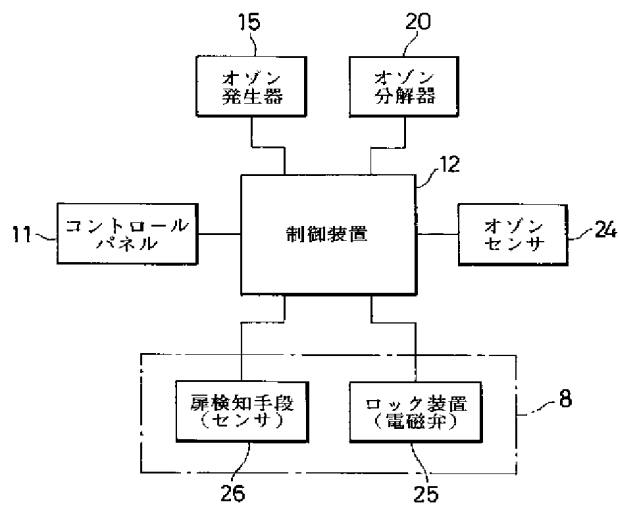 15
20
オゾン
発生器
オゾン
分解器
12
11
コントロール
パネル
制御装置
オゾン
センサ
24
扉検知手段
(センサ)
ロック装置
(電磁弁)
8
26
25